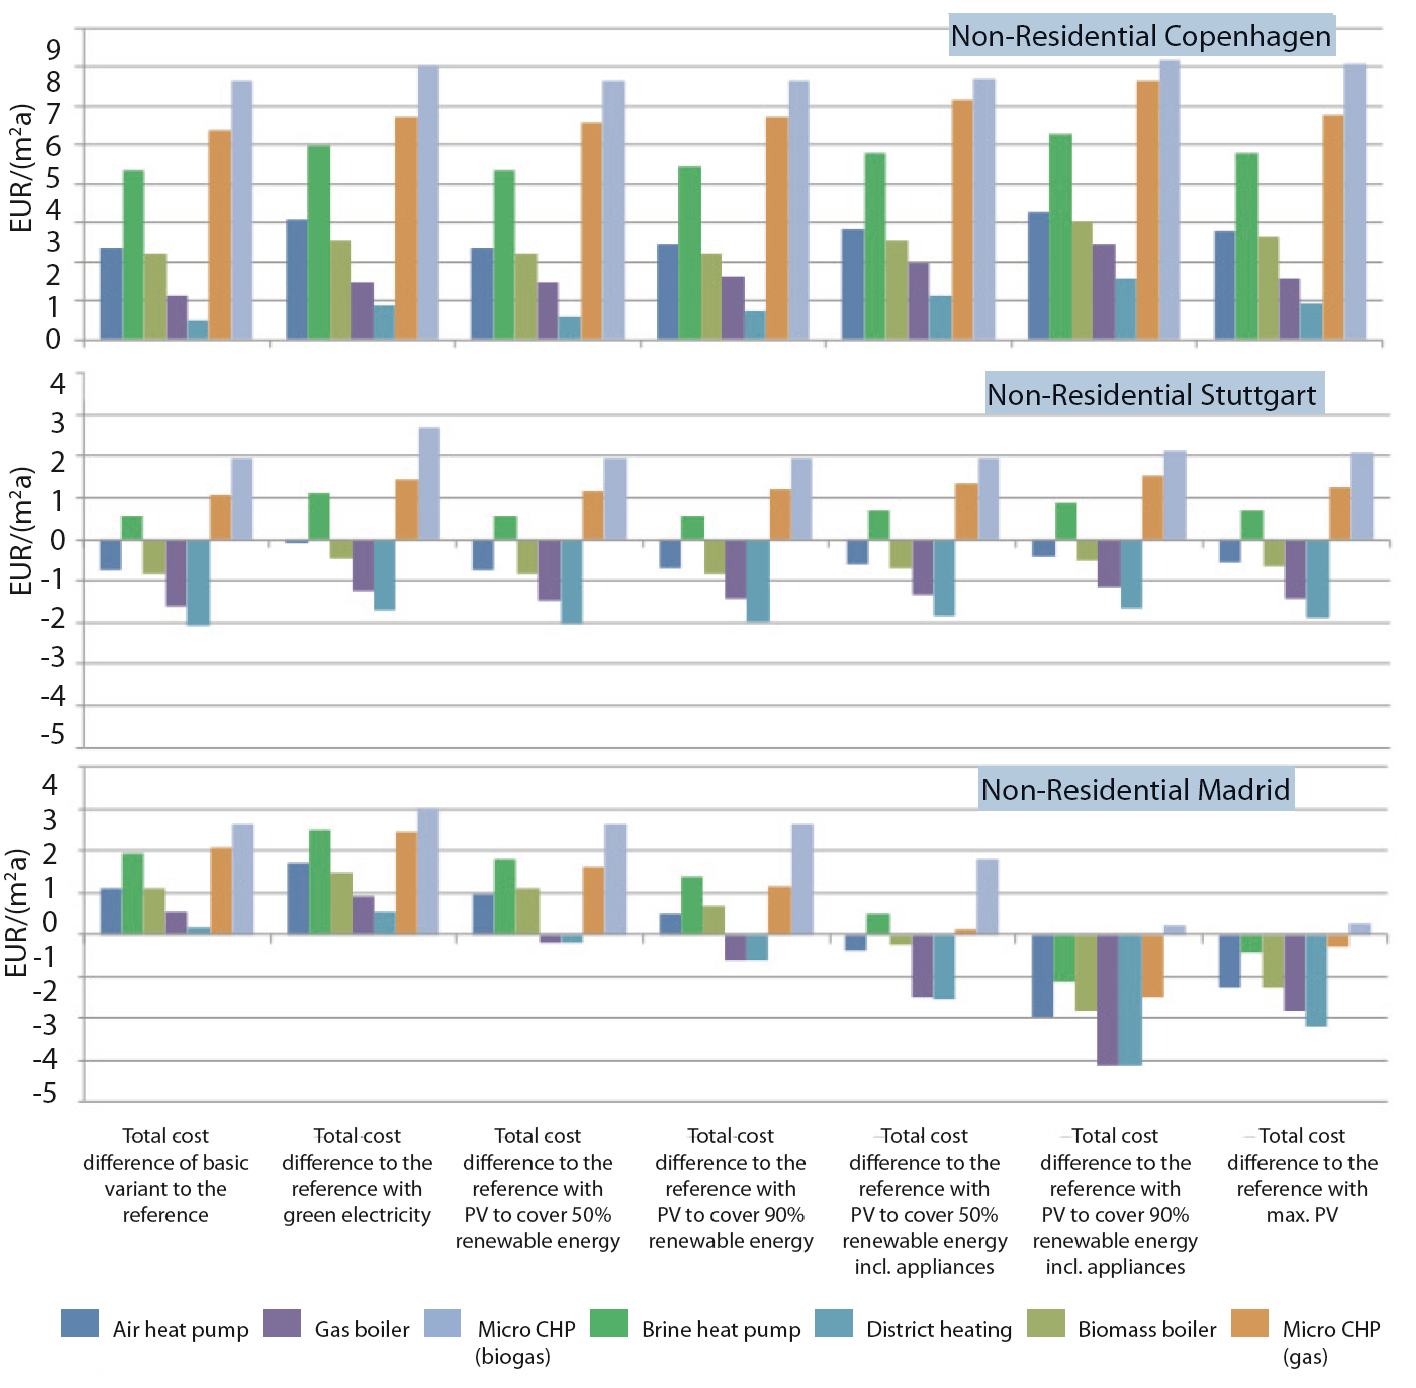 Non-Residential Copenhagen
EUR/(m²a)
9
8
7
6
5
4
3
2
1
0
Non-Residential Stuttgart
EUR/(m²a)
4
3
2
1
0
-1
-2
-3
-4
-5
Non-Residential Madrid
EUR/(m²a)
4
3
2
1
0
-1
-2
-3
-4
-5
Total cost
difference of basic
variant to the
reference
Total cost
difference to the
reference with
green electricity
Total cost
difference to the
reference with
PV to cover 50%
renewable energy
Total cost
difference to the
reference with
PV to cover 90%
renewable energy
Total cost
difference to the
reference with
PV to cover 50%
renewable energy
incl. appliances
Total cost
difference to the
reference with
PV to cover 90%
renewable energy
incl. appliances
Total cost
difference to the
reference with
max. PV
Air heat pump
Gas boiler
Micro CHP
(biogas)
Brine heat pump
District heating
Biomass boiler
Micro CHP
(gas)